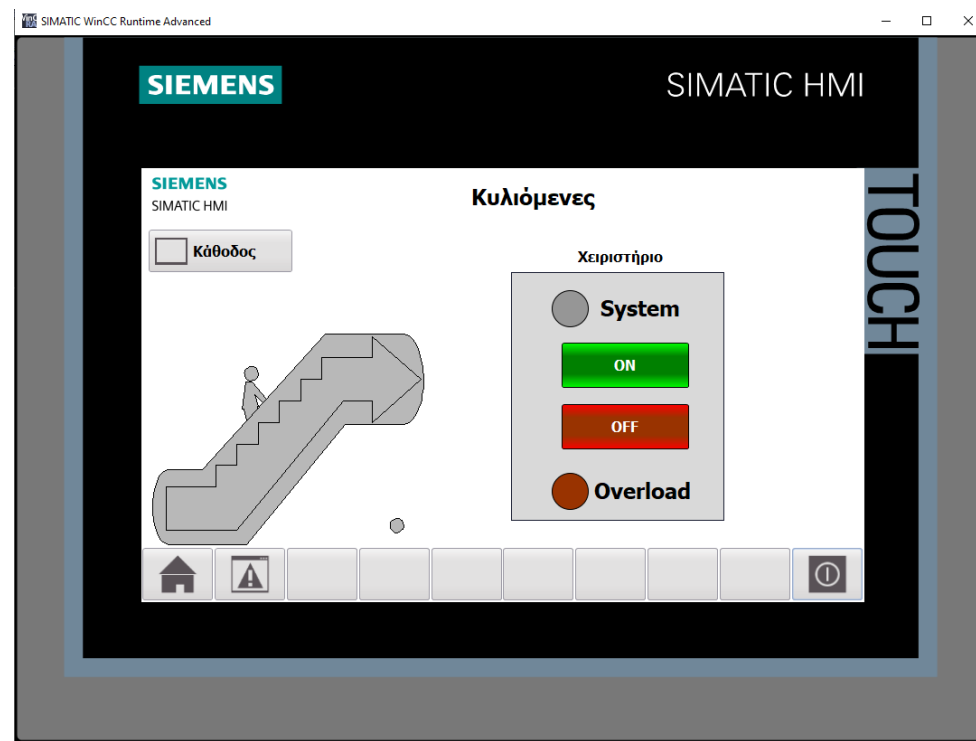 SIMATIC WinCC Runtime Advanced
SIEMENS
SIMATIC HMI
TOUCH
SIEMENS
SIMATIC HMI
Κυλιόμενες
Κάθοδος
Χειριστήριο
System
ON
OFF
Overload